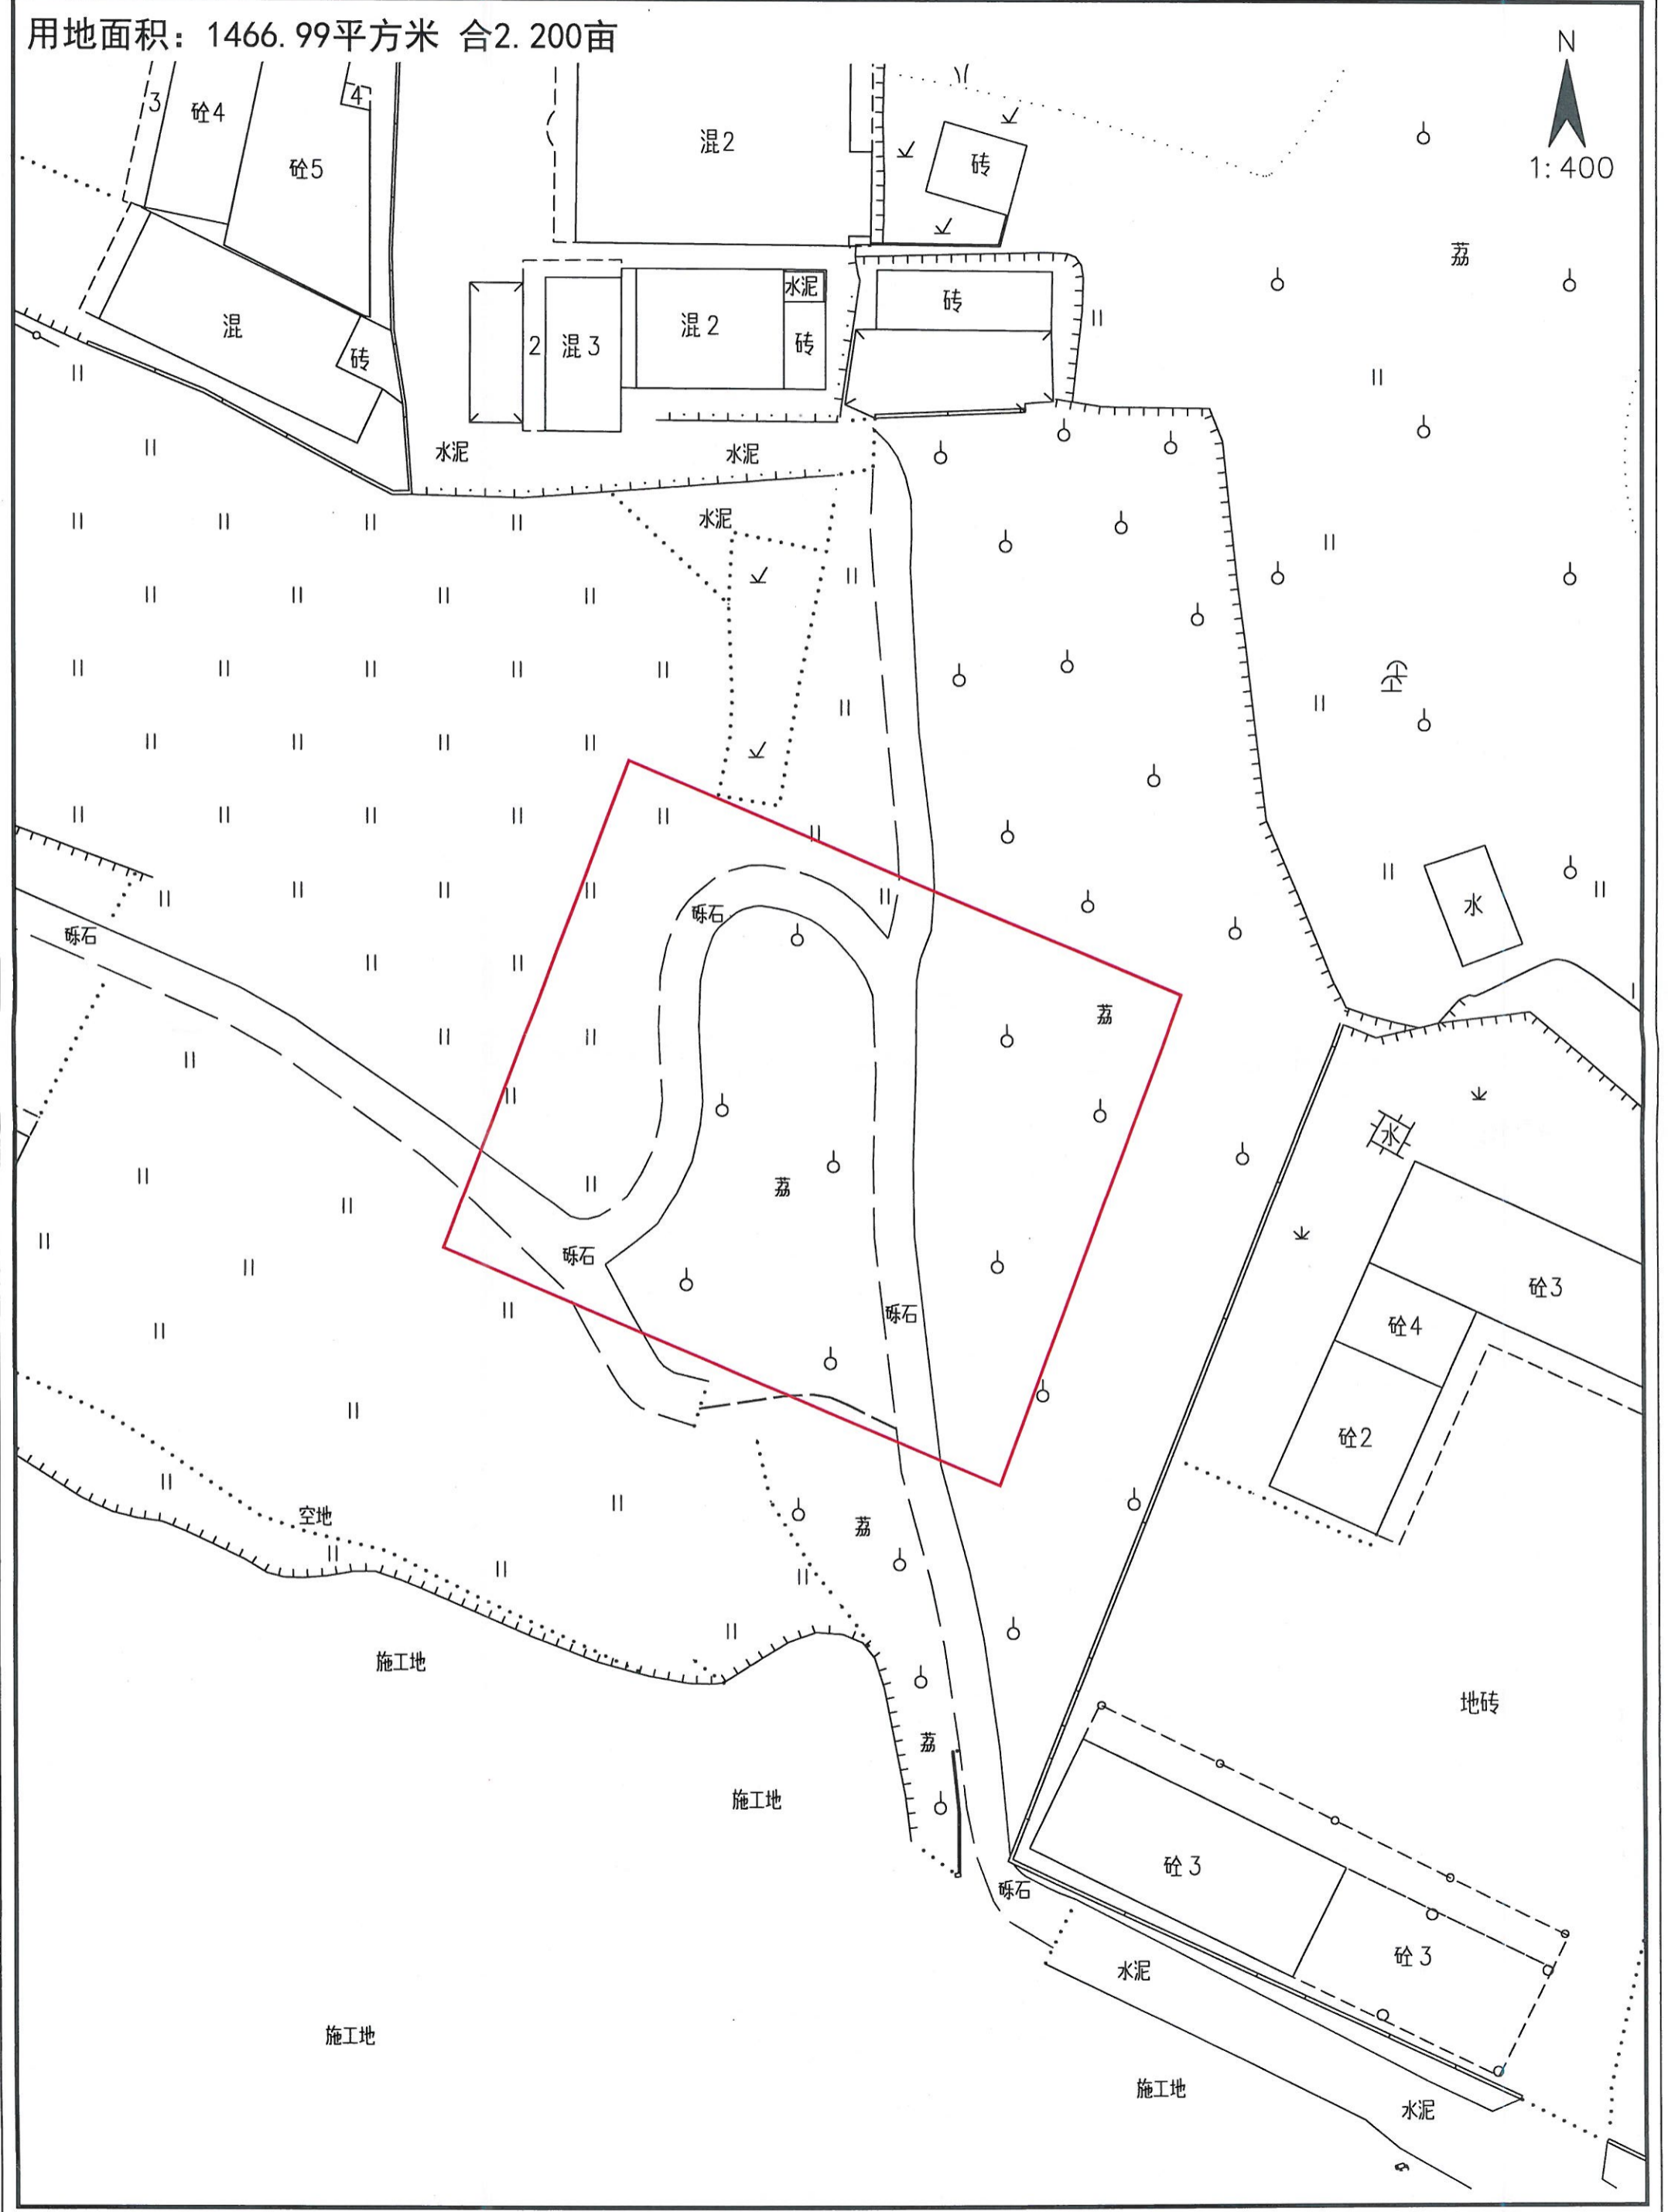 用地面积：1466.99平方米 合2.200亩
N
1:400
3
砼4
4
砼5
混2
砖
荔
混
砖
2
混3
混2
水泥
砖
砖
水泥
水泥
水泥
水
砾石
砾石
荔
水
荔
砾石
砾石
砼3
砼4
砼2
空地
荔
施工地
地砖
荔
施工地
砼3
砾石
砼3
水泥
施工地
施工地
水泥